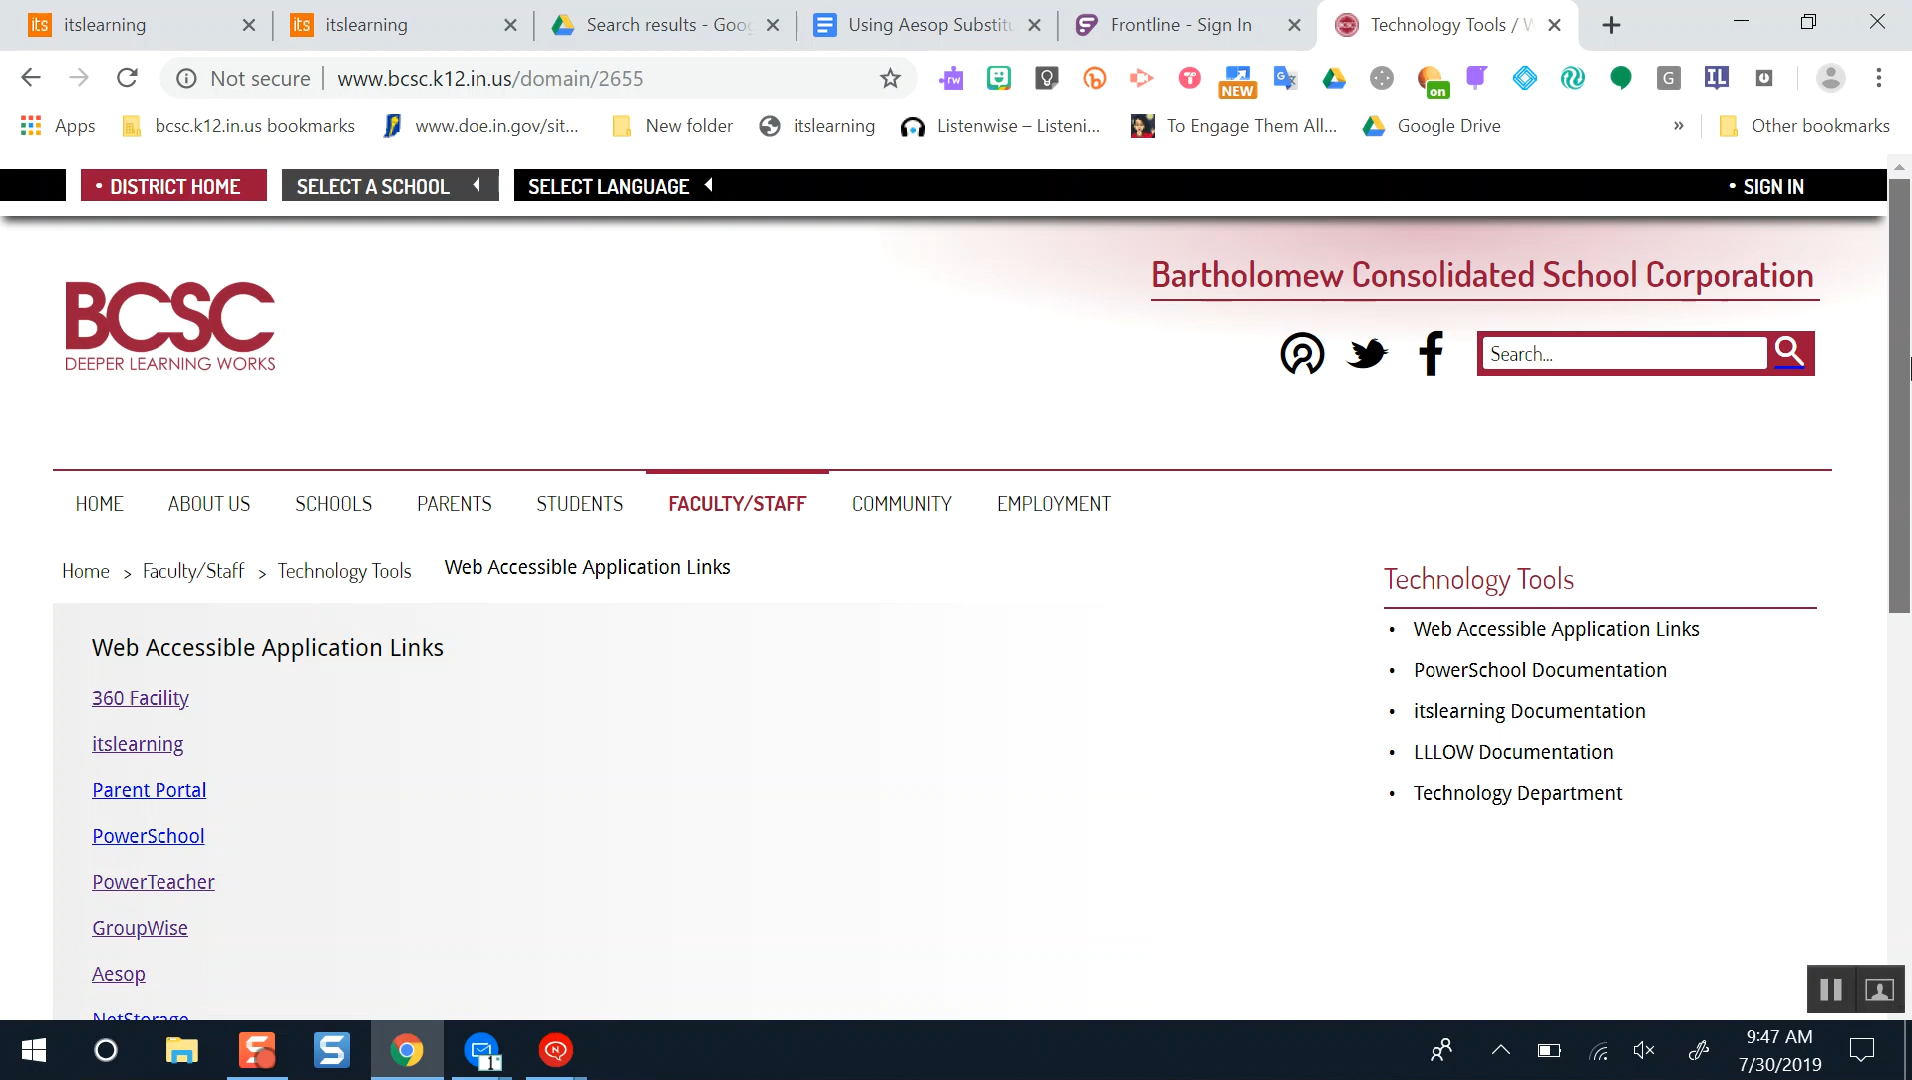 itslearning
itslearning
Search results - Goog
Using Aesop Substitu
Frontline - Sign In
Technology Tools / W
Not secure
www.bcsc.k12.in.us/domain/2655
NEW
on
Apps
bcsc.k12.in.us bookmarks
www.doe.in.gov/sit...
New folder
itslearning
Listenwise – Listeni...
To Engage Them All...
Google Drive
»
Other bookmarks
• DISTRICT HOME
SELECT A SCHOOL
SELECT LANGUAGE
• SIGN IN
BCSC
DEEPER LEARNING WORKS
Bartholomew Consolidated School Corporation
Search...
HOME
ABOUT US
SCHOOLS
PARENTS
STUDENTS
FACULTY/STAFF
COMMUNITY
EMPLOYMENT
Home > Faculty/Staff > Technology Tools
Web Accessible Application Links
Web Accessible Application Links
360 Facility
itslearning
Parent Portal
PowerSchool
PowerTeacher
GroupWise
Aesop
NetStorage
Technology Tools
• Web Accessible Application Links
• PowerSchool Documentation
• itslearning Documentation
• LLLOW Documentation
• Technology Department
9:47 AM
7/30/2019